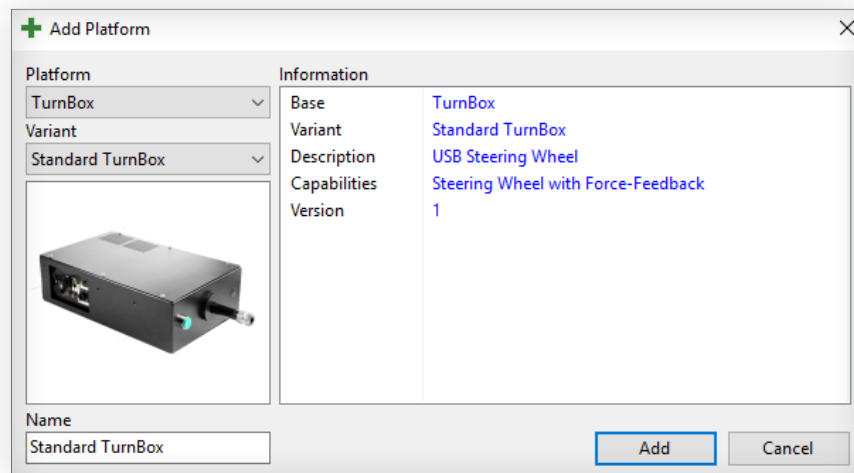 Add Platform
Platform
TurnBox
Variant
Standard TurnBox
Information
Base TurnBox
Variant Standard TurnBox
Description USB Steering Wheel
Capabilities Steering Wheel with Force-Feedback
Version 1
Name
Standard TurnBox
Add Cancel